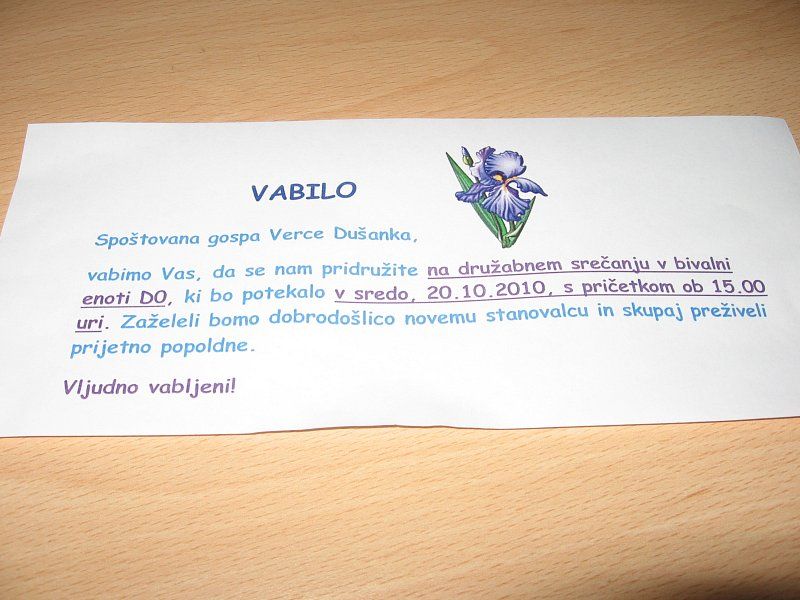 VABILO
Spoštovana gospa Verce Dušanka,
vabimo Vas, da se nam pridružite na družabnem srečanju v bivalni
enoti D0, ki bo potekalo v sredo, 20.10.2010, s pričetkom ob 15.00
uri. Zaželeli bomo dobrodošlico novemu stanovalcu in skupaj preživeli
prijetno popoldne.
Vljudno vabljeni!